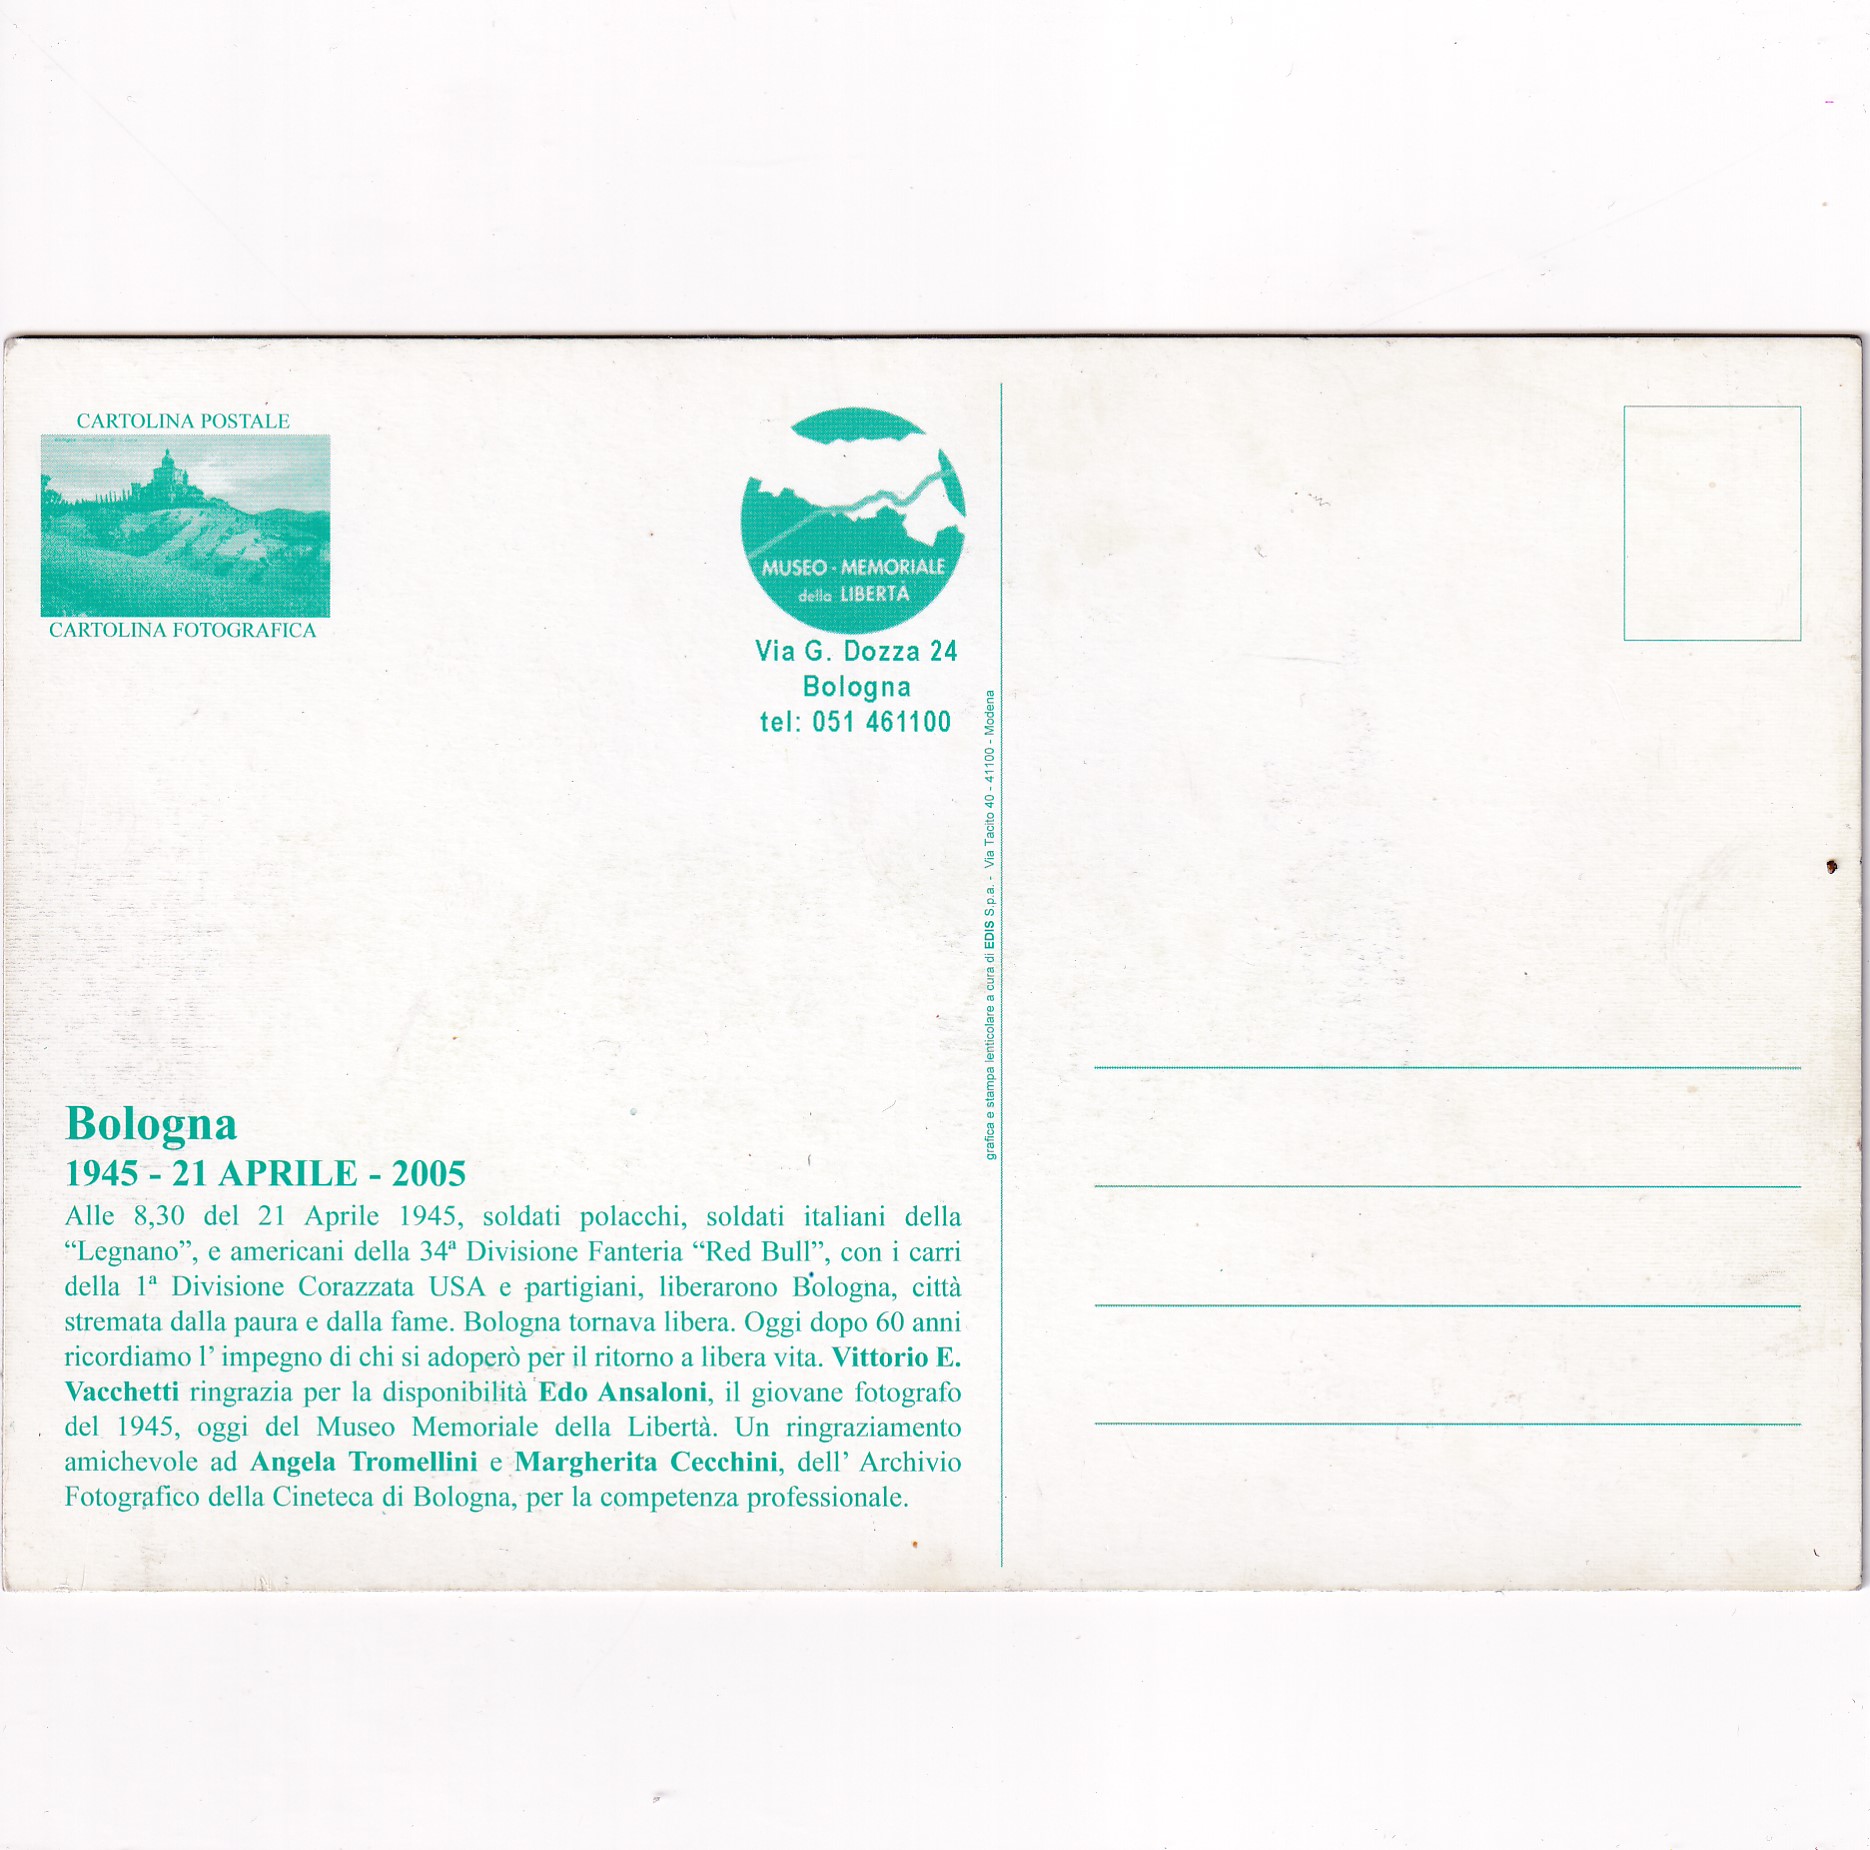 CARTOLINA POSTALE
CARTOLINA FOTOGRAFICA
MUSEO - MEMORIALE
della LIBERTÀ
Via G. Dozza 24
Bologna
tel: 051 461100
grafica e stampa lenticolare a cura di EDIS S.p.a. - Via Tacito 40 - 41100 - Modena
Bologna
1945 - 21 APRILE - 2005
Alle 8,30 del 21 Aprile 1945, soldati polacchi, soldati italiani della
“Legnano”, e americani della 34ª Divisione Fanteria “Red Bull”, con i carri
della 1ª Divisione Corazzata USA e partigiani, liberarono Bologna, città
stremata dalla paura e dalla fame. Bologna tornava libera. Oggi dopo 60 anni
ricordiamo l’ impegno di chi si adoperò per il ritorno a libera vita. Vittorio E.
Vacchetti ringrazia per la disponibilità Edo Ansaloni, il giovane fotografo
del 1945, oggi del Museo Memoriale della Libertà. Un ringraziamento
amichevole ad Angela Tromellini e Margherita Cecchini, dell’ Archivio
Fotografico della Cineteca di Bologna, per la competenza professionale.